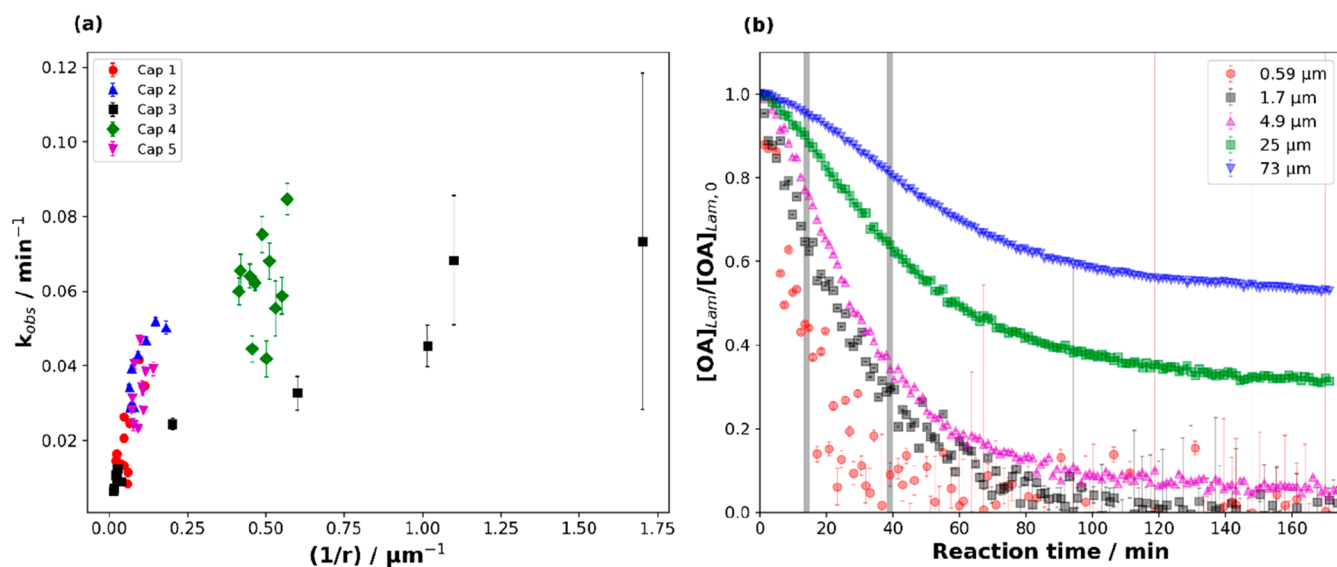 (a)
0.12
0.10
0.08
0.06
0.04
0.02
k_obs / min⁻¹
Cap 1
Cap 2
Cap 3
Cap 4
Cap 5
0.00 0.25 0.50 0.75 1.00 1.25 1.50 1.75
(1/r) / μm⁻¹
(b)
1.0
0.8
0.6
0.4
0.2
0.0
[OA]_Lam/[OA]_Lam,0
0.59 μm
1.7 μm
4.9 μm
25 μm
73 μm
0 20 40 60 80 100 120 140 160
Reaction time / min